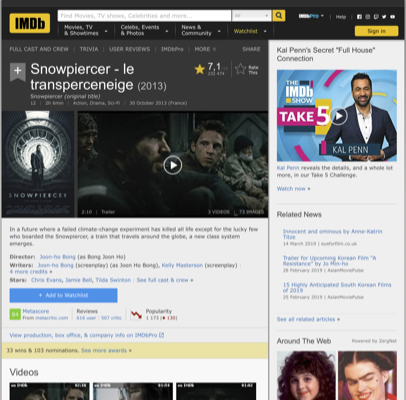 IMDb
Find Movies, TV shows, Celebrities and more...
All
IMDbPro
Help
Movies, TV & Showtimes
Celebs, Events & Photos
News & Community
Watchlist
Sign in
FULL CAST AND CREW | TRIVIA | USER REVIEWS | IMDbPro | MORE
SHARE
Snowpiercer - le transperceneige (2013)
Snowpiercer (original title)
7,1
Rate This
12 | 2h 6min | Action, Drama, Sci-Fi | 30 October 2013 (France)
SNOWPIERCER
2:10 | Trailer
3 VIDEOS
73 IMAGES
In a future where a failed climate-change experiment has killed all life except for the lucky few
who boarded the Snowpiercer, a train that travels around the globe, a new class system
emerges.
Director: Joon-ho Bong (as Bong Joon Ho)
Writers: Joon-ho Bong (screenplay) (as Joon Ho Bong), Kelly Masterson (screenplay) |
4 more credits »
Stars: Chris Evans, Jamie Bell, Tilda Swinton | See full cast & crew »
+ Add to Watchlist
84
Metascore
From metacritic.com
Reviews
616 user | 507 critic
Popularity
View production, box office, & company info on IMDbPro
33 wins & 103 nominations. See more awards »
Videos
Kal Penn's Secret "Full House"
Connection
THE IMDb SHOW
TAKE 5
KAL PENN
Kal Penn reveals the details, and a whole lot
more, in our Take 5 Challenge.
Watch now »
Related News
Innocent and ominous by Anne-Katrin
Titze
14 March 2019 | eyeforfilm.co.uk
Trailer for Upcoming Korean Film "A
Resistance" by Jo Min-ho
28 February 2019 | AsianMoviePulse
15 Highly Anticipated South Korean Films
of 2019
25 February 2019 | AsianMoviePulse
See all related articles »
Around The Web
Powered by ZergNet